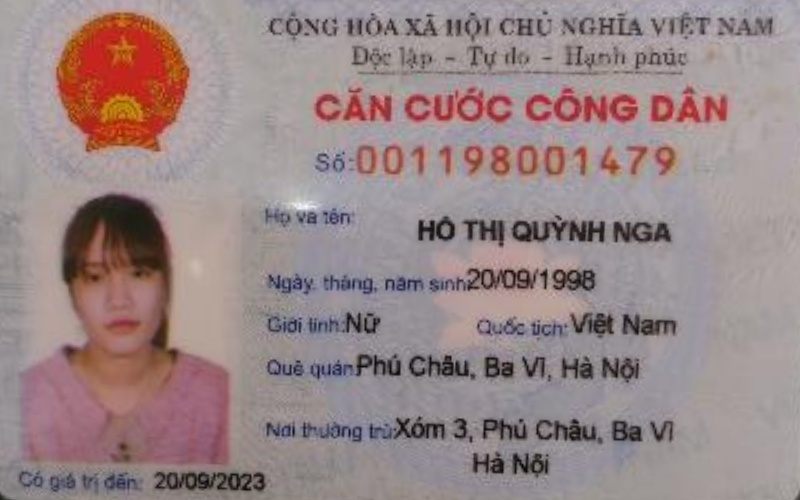 CỘNG HÒA XÃ HỘI CHỦ NGHĨA VIỆT NAM
Độc lập - Tự do - Hạnh phúc
CĂN CƯỚC CÔNG DÂN
Số: 001198001479
Họ và tên: HỒ THỊ QUỲNH NGA
Ngày, tháng, năm sinh: 20/09/1998
Giới tính: Nữ Quốc tịch: Việt Nam
Quê quán: Phú Châu, Ba Vì, Hà Nội
Nơi thường trú: Xóm 3, Phú Châu, Ba Vì
Hà Nội
Có giá trị đến: 20/09/2023